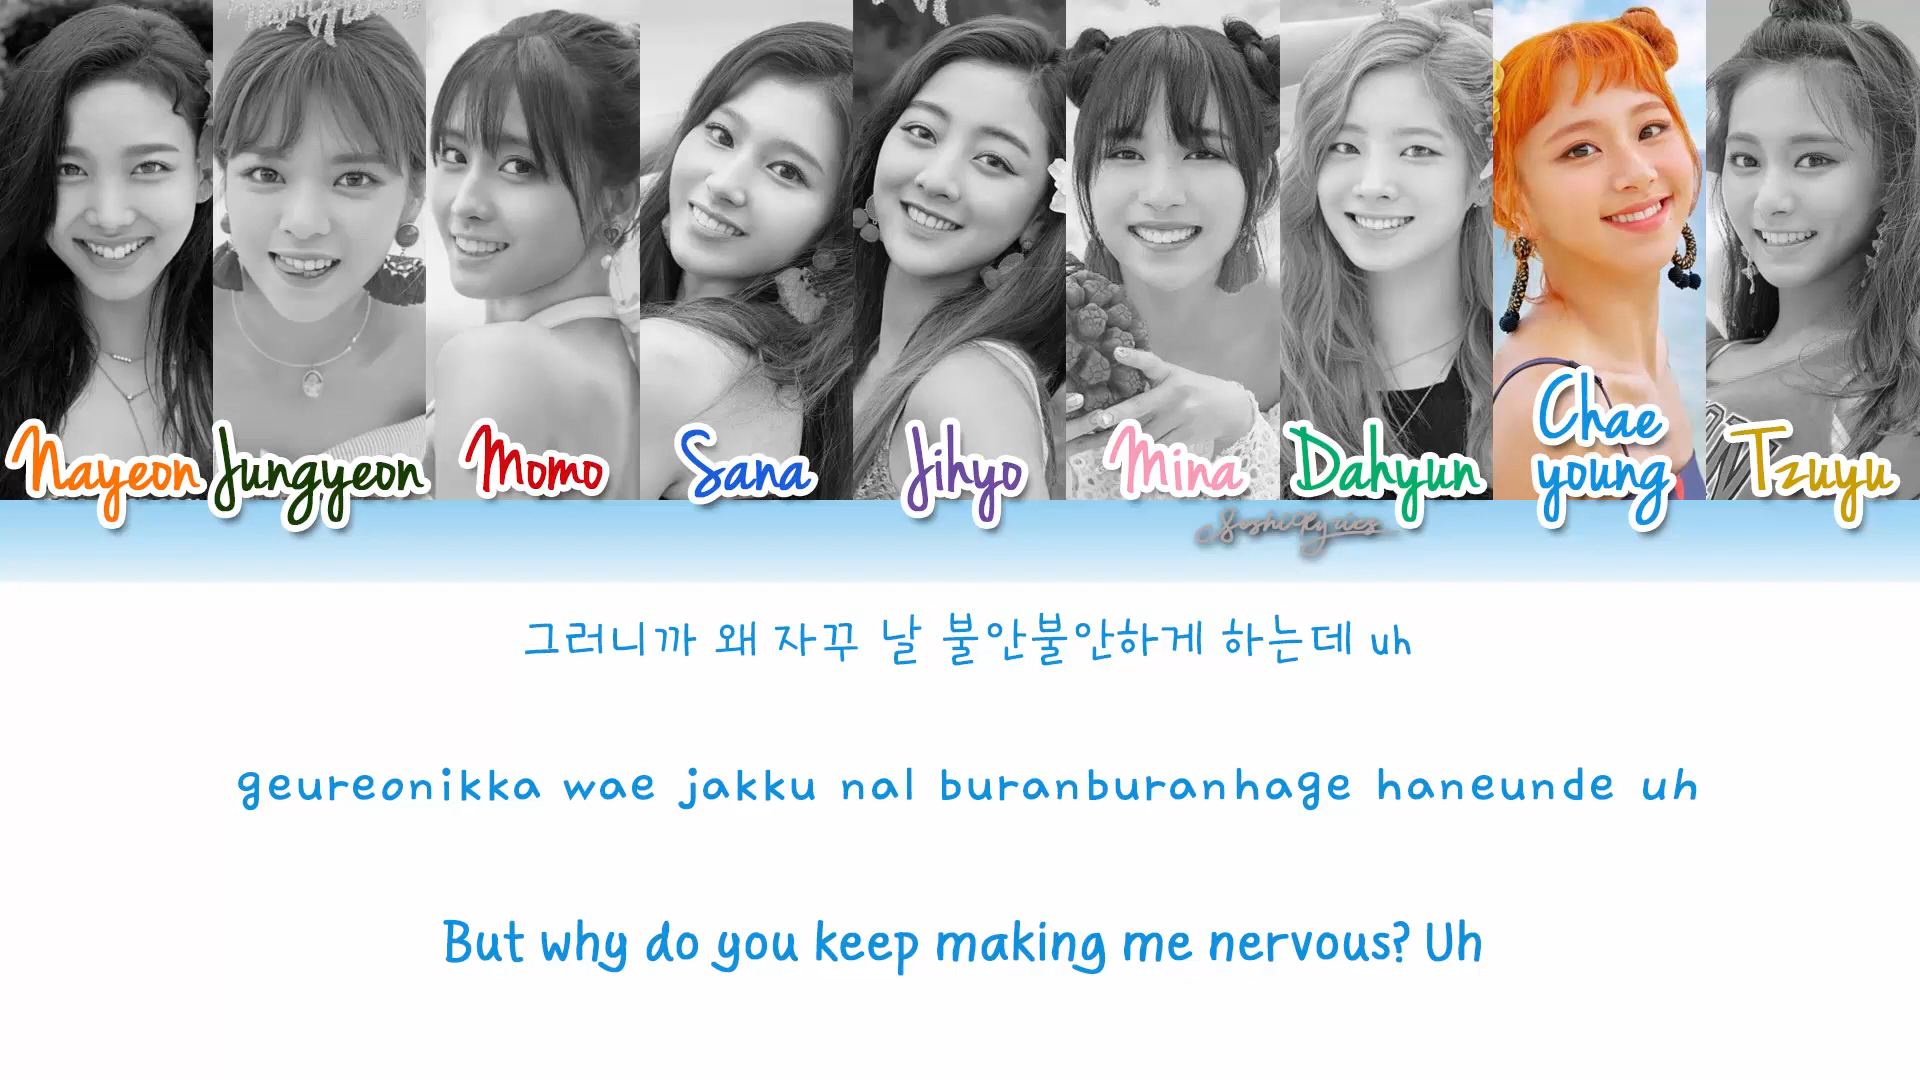 Nayeon
Jungyeon
Momo
Sana
Jihyo
Mina
Dahyun
Chae
young
Tzuyu
Soshi Lyrics
그러니까 왜 자꾸 날 불안불안하게 하는데 uh
geureonikka wae jakku nal buranburanhage haneunde uh
But why do you keep making me nervous? Uh